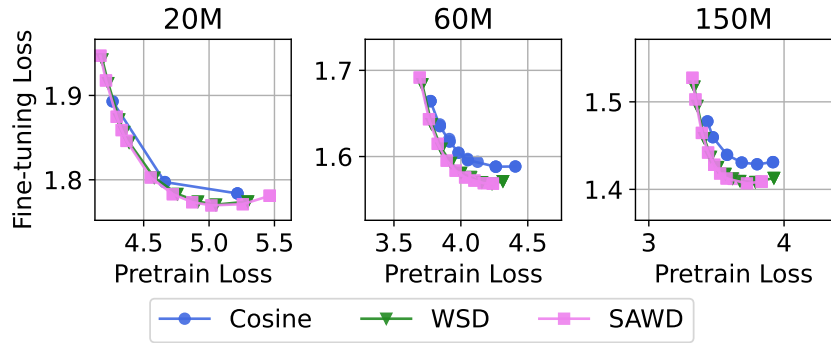 20M
60M
150M
Fine-tuning Loss
1.9
1.8
4.5
5.0
5.5
Pretrain Loss
1.7
1.6
3.5
4.0
4.5
Pretrain Loss
1.5
1.4
3
4
Pretrain Loss
Cosine
WSD
SAWD